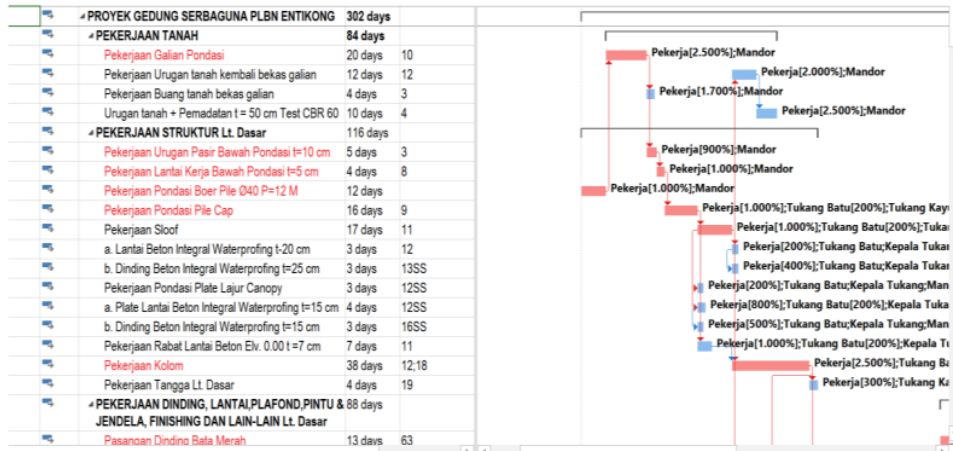 PROYEK GEDUNG SERBAGUNA PLBN ENTIKONG 302 days
PEKERJAAN TANAH 84 days
Pekerjaan Galian Pondasi 20 days 10 Pekerja[2.500%];Mandor
Pekerjaan Urugan tanah kembali bekas galian 12 days 12 Pekerja[2.000%];Mandor
Pekerjaan Buang tanah bekas galian 4 days 3 Pekerja[1.700%];Mandor
Urugan tanah + Pemadatan t = 50 cm Test CBR 60 10 days 4 Pekerja[2.500%];Mandor
PEKERJAAN STRUKTUR Lt. Dasar 116 days
Pekerjaan Urugan Pasir Bawah Pondasi t=10 cm 5 days 3 Pekerja[900%];Mandor
Pekerjaan Lantai Kerja Bawah Pondasi t=5 cm 4 days 8 Pekerja[1.000%];Mandor
Pekerjaan Pondasi Boer Pile Ø40 P=12 M 12 days Pekerja[1.000%];Mandor
Pekerjaan Pondasi Pile Cap 16 days 9 Pekerja[1.000%];Tukang Batu[200%];Tukang Kayu
Pekerjaan Sloof 17 days 11 Pekerja[1.000%];Tukang Batu[200%];Tuka
a. Lantai Beton Integral Waterprofing t-20 cm 3 days 12 Pekerja[200%];Tukang Batu;Kepala Tukan
b. Dinding Beton Integral Waterprofing t=25 cm 3 days 13SS Pekerja[400%];Tukang Batu;Kepala Tukan
Pekerjaan Pondasi Plate Lajur Canopy 3 days 12SS Pekerja[200%];Tukang Batu;Kepala Tukang;Man
a. Plate Lantai Beton Integral Waterprofing t=15 cm 4 days 12SS Pekerja[800%];Tukang Batu[200%];Kepala Tuka
b. Dinding Beton Integral Waterprofing t=15 cm 3 days 16SS Pekerja[500%];Tukang Batu;Kepala Tukang;Man
Pekerjaan Rabat Lantai Beton Elv. 0.00 t =7 cm 7 days 11 Pekerja[1.000%];Tukang Batu[200%];Kepala Tu
Pekerjaan Kolom 38 days 12;18 Pekerja[2.500%];Tukang Ba
Pekerjaan Tangga Lt. Dasar 4 days 19 Pekerja[300%];Tukang Ka
PEKERJAAN DINDING, LANTAI,PLAFOND,PINTU & 88 days
JENDELA, FINISHING DAN LAIN-LAIN Lt. Dasar
Pasangan Dinding Bata Merah 13 days 63